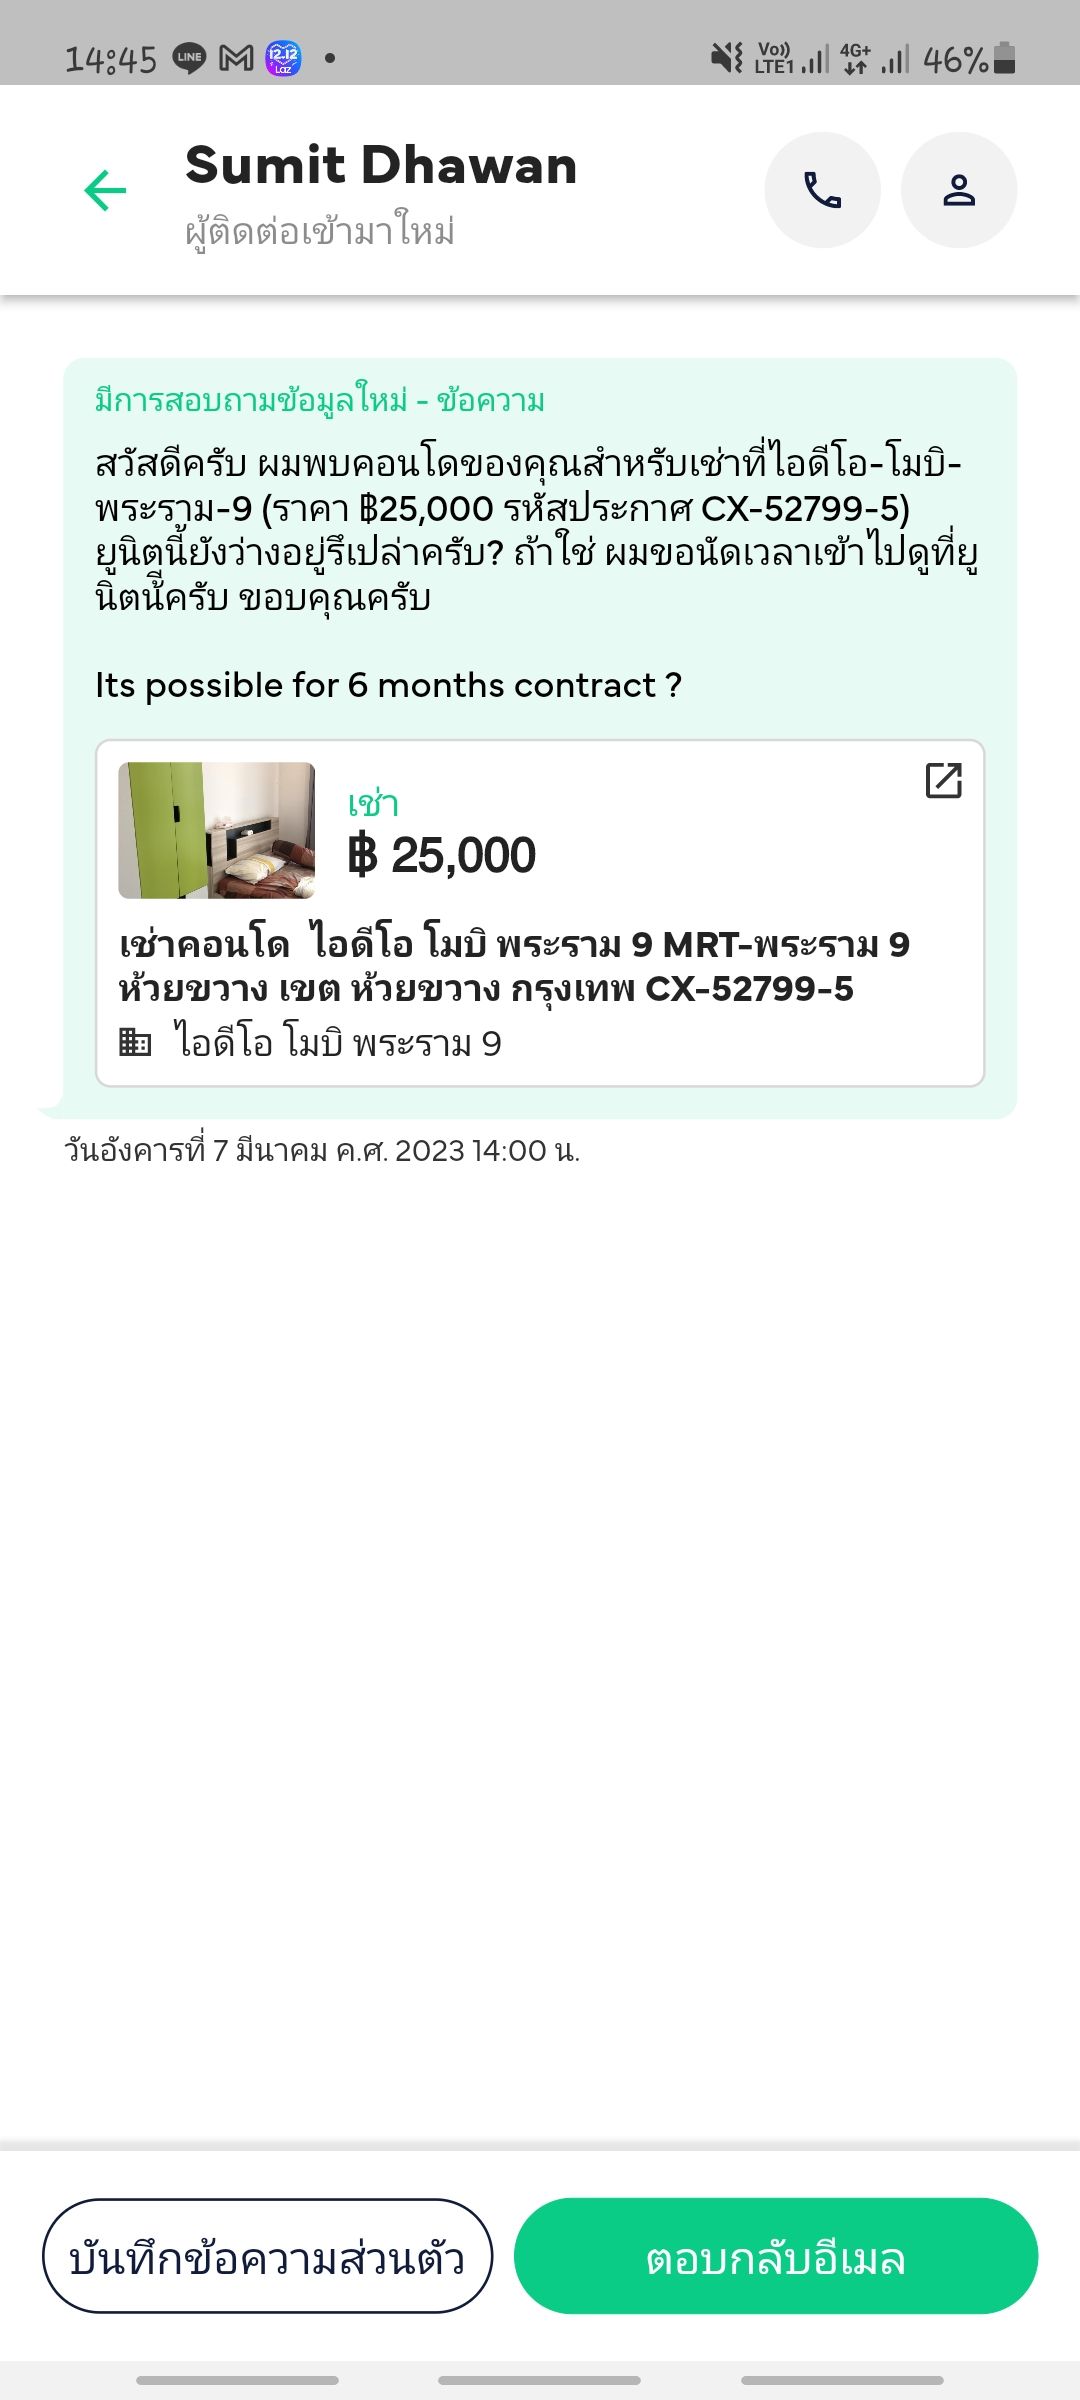 14:45
LINE
12.12
Laz
Vo))
LTE1
4G+
46%
Sumit Dhawan
ผู้ติดต่อเข้ามาใหม่
มีการสอบถามข้อมูลใหม่ - ข้อความ
สวัสดีครับ ผมพบคอนโดของคุณสำหรับเช่าที่ไอดีโอ-โมบิ-
พระราม-9 (ราคา ฿25,000 รหัสประกาศ CX-52799-5)
ยูนิตนี้ยังว่างอยู่รึเปล่าครับ? ถ้าใช่ ผมขอนัดเวลาเข้าไปดูที่ยู
นิตนี้ครับ ขอบคุณครับ
Its possible for 6 months contract ?
เช่า
฿ 25,000
เช่าคอนโด ไอดีโอ โมบิ พระราม 9 MRT-พระราม 9
ห้วยขวาง เขต ห้วยขวาง กรุงเทพ CX-52799-5
ไอดีโอ โมบิ พระราม 9
วันอังคารที่ 7 มีนาคม ค.ศ. 2023 14:00 น.
บันทึกข้อความส่วนตัว
ตอบกลับอีเมล